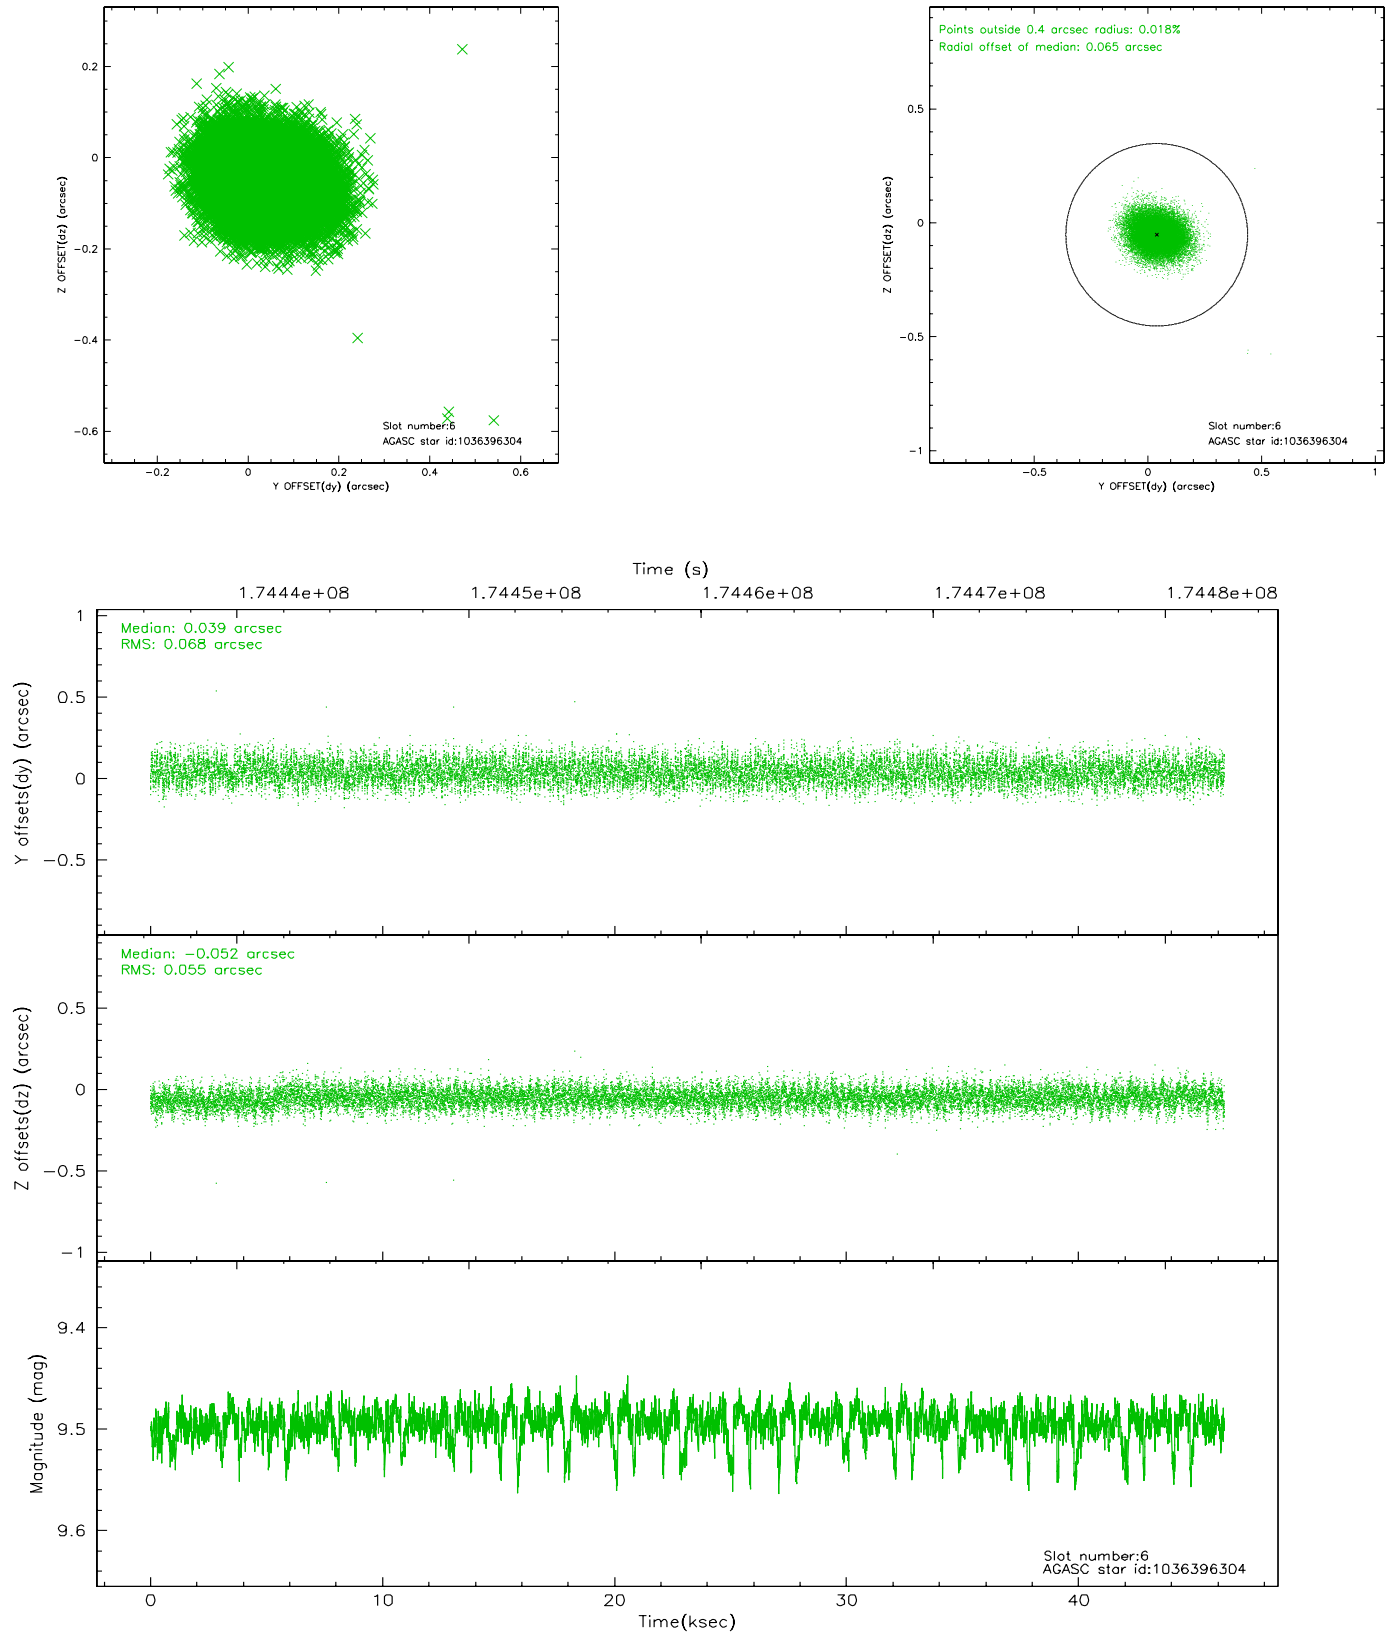 0.2
0
−0.2
−0.4
−0.6
Z OFFSET(dz) (arcsec)
Slot number:6
AGASC star id:1036396304
−0.2 0 0.2 0.4 0.6
Y OFFSET(dy) (arcsec)
Points outside 0.4 arcsec radius: 0.018%
Radial offset of median: 0.065 arcsec
0.5
0
−0.5
−1
Z OFFSET(dz) (arcsec)
Slot number:6
AGASC star id:1036396304
−0.5 0 0.5 1
Y OFFSET(dy) (arcsec)
Time (s)
1.7444e+08 1.7445e+08 1.7446e+08 1.7447e+08 1.7448e+08
Median: 0.039 arcsec
RMS: 0.068 arcsec
1
0.5
0
−0.5
Y offsets(dy) (arcsec)
Median: −0.052 arcsec
RMS: 0.055 arcsec
0.5
0
−0.5
−1
Z offsets(dz) (arcsec)
9.4
9.5
9.6
Magnitude (mag)
Slot number:6
AGASC star id:1036396304
0 10 20 30 40
Time(ksec)